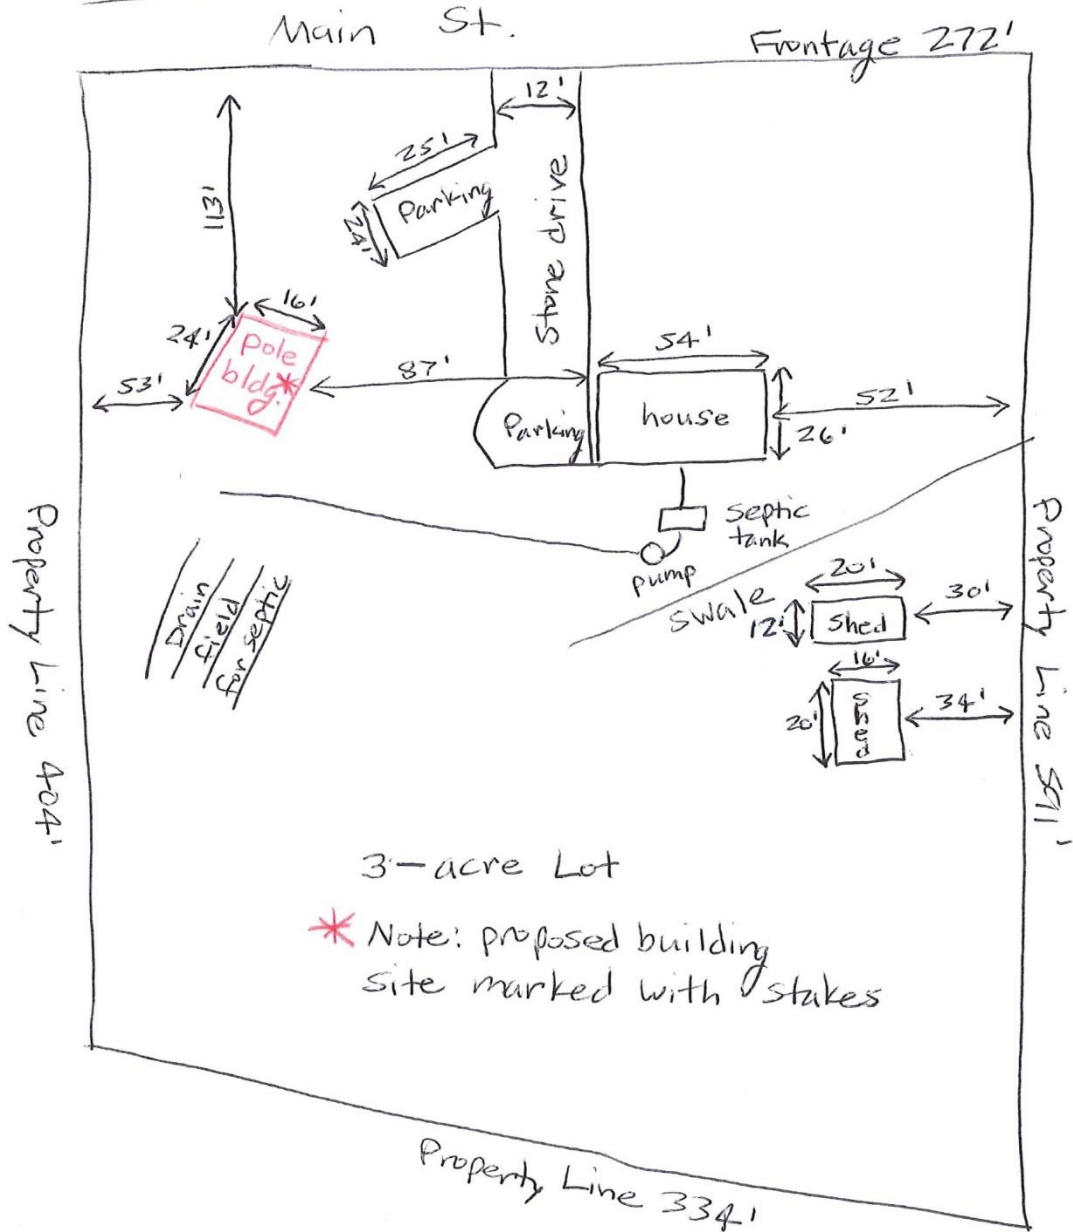 Main St.
Frontage 272'
12'
25'
Parking
24'
Stone drive
113'
16'
24'
pole
bldg.*
53'
87'
54'
house
26'
52'
Parking
septic
tank
pump
swale
Drain
field
for septic
20'
12'
shed
30'
16'
20'
shed
34'
Property Line 404'
Property Line 591'
3-acre Lot
* Note: proposed building
site marked with stakes
Property Line 334'